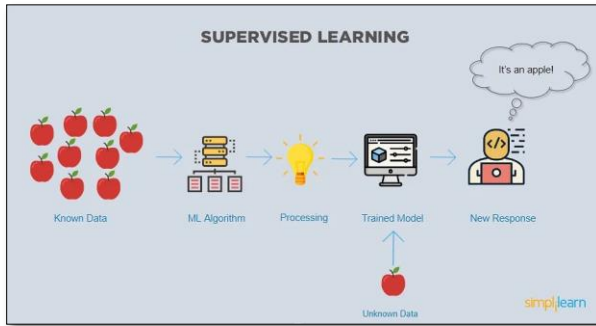 SUPERVISED LEARNING
It's an apple!
Known Data
ML Algorithm
Processing
Trained Model
New Response
Unknown Data
simplilearn